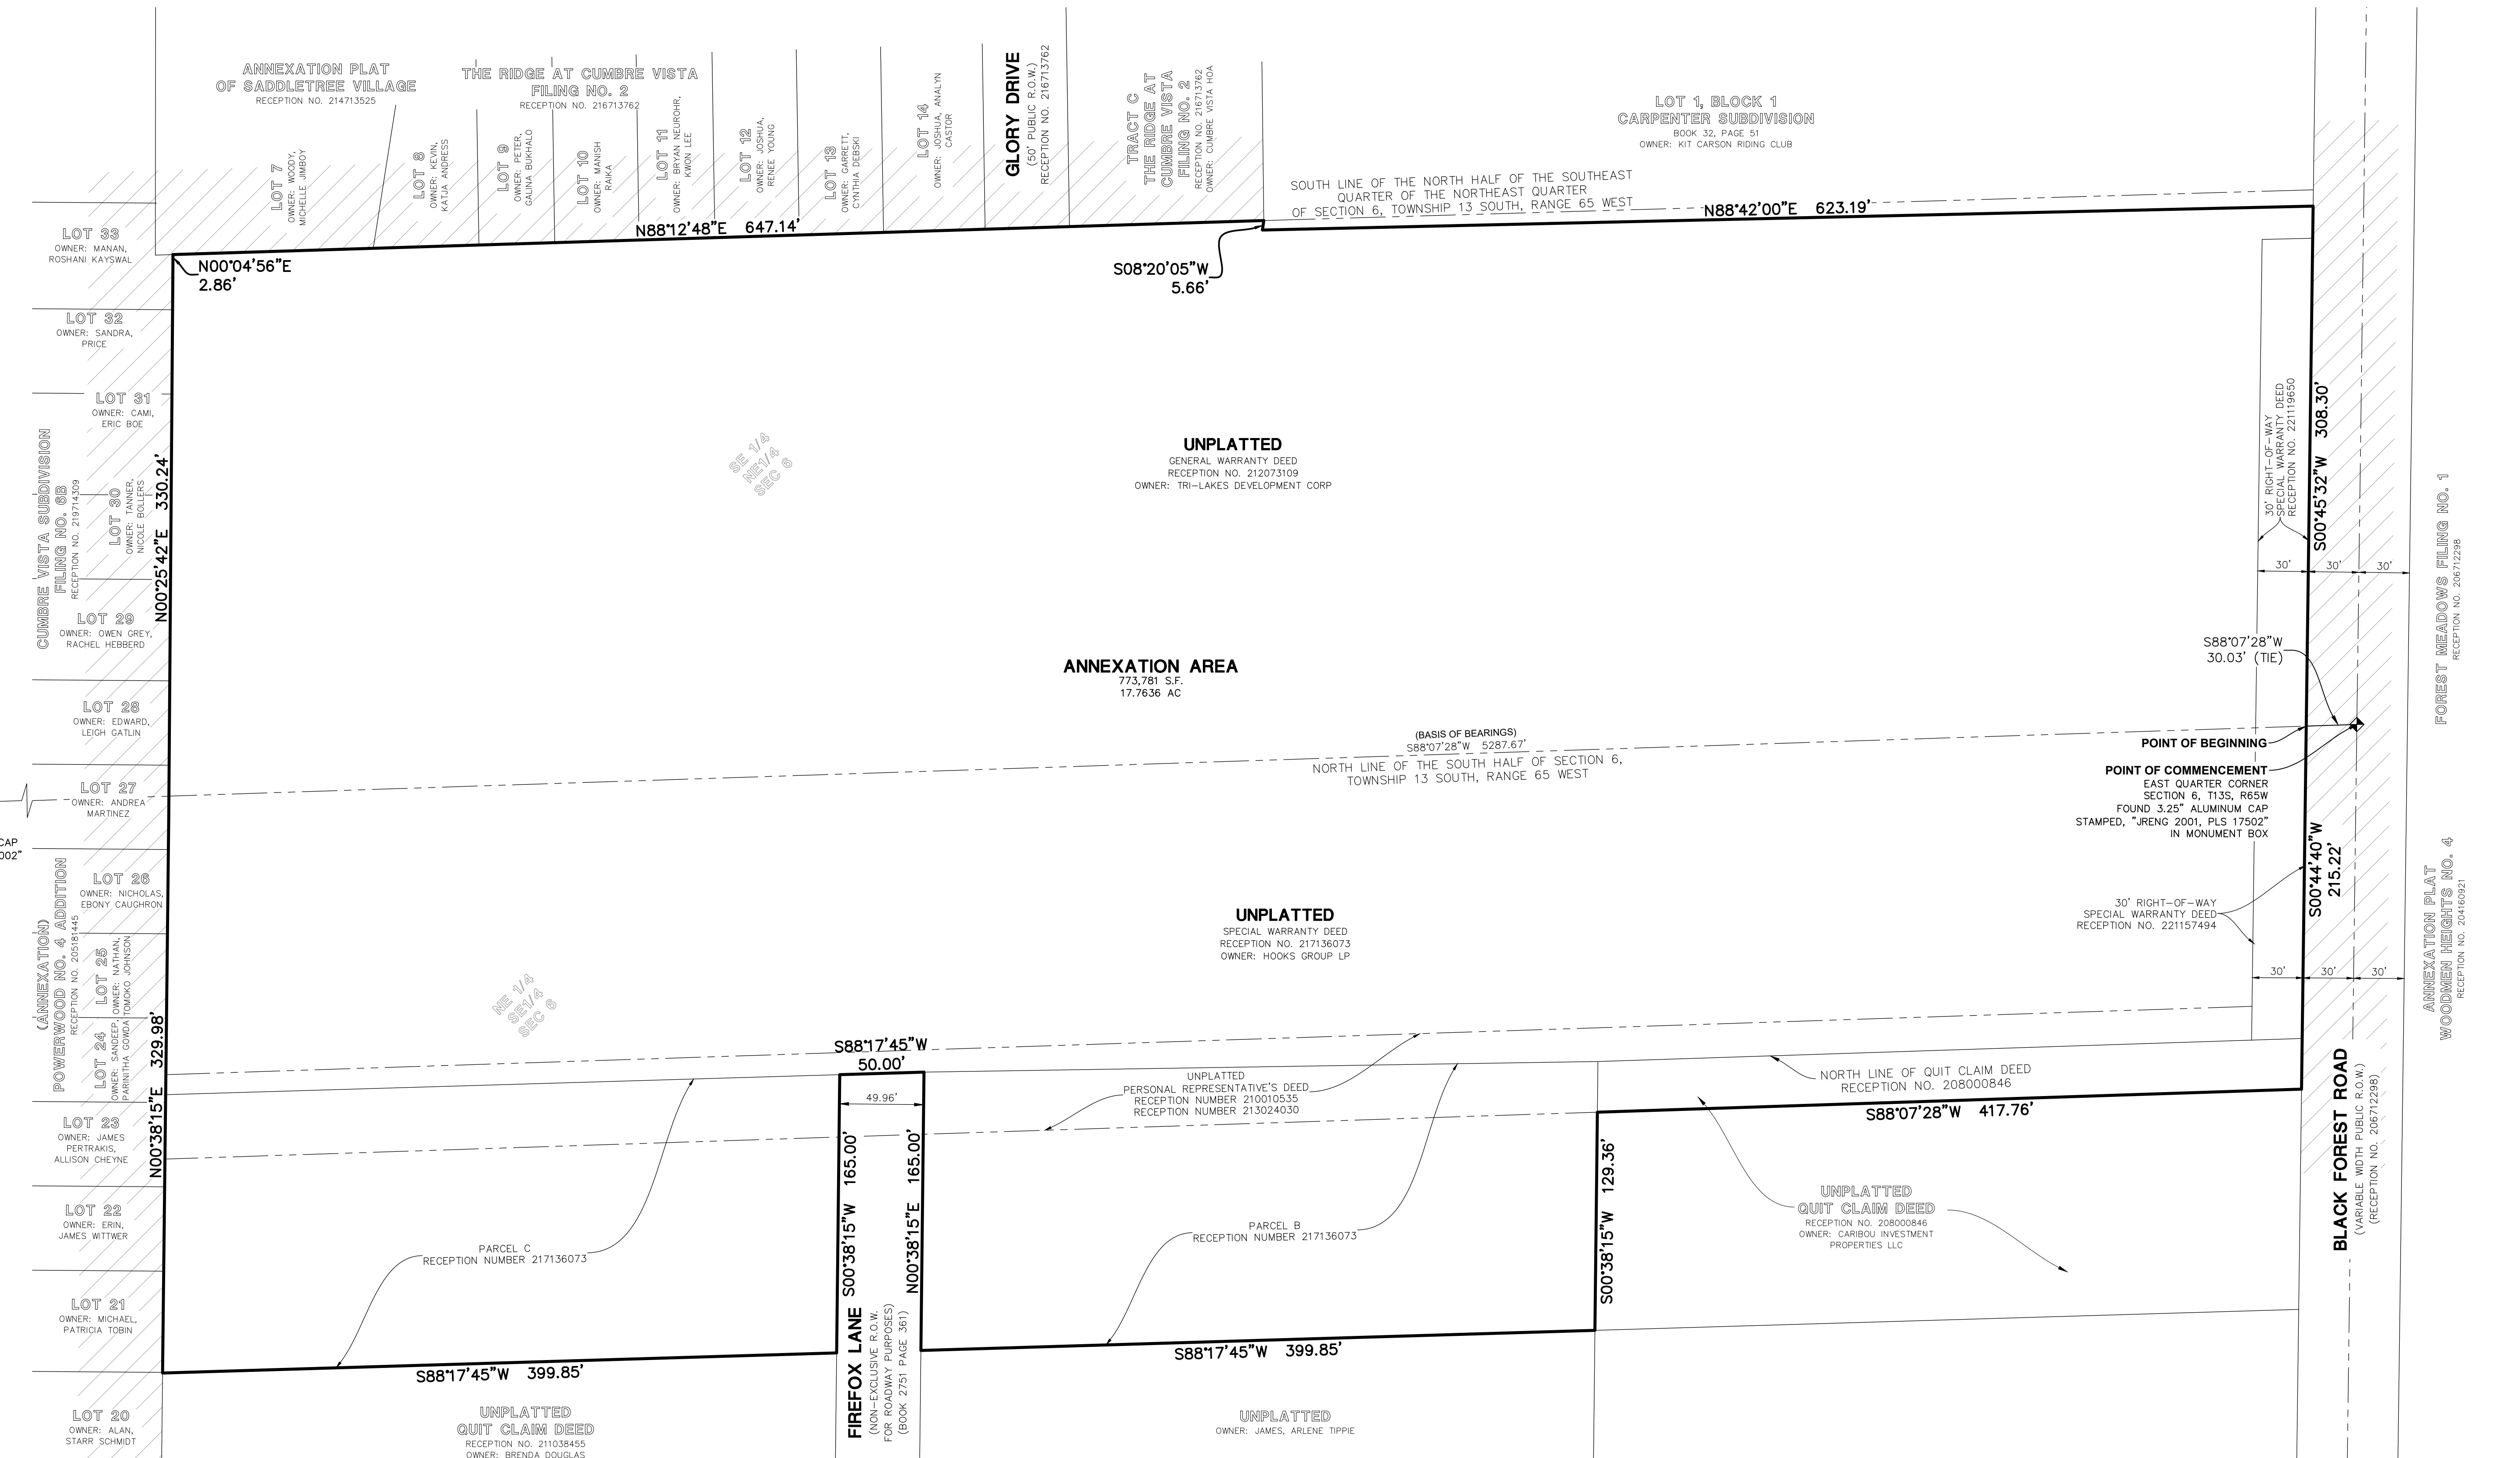 ANNEXATION PLAT
OF SADDLETREE VILLAGE
RECEPTION NO. 214713525
THE RIDGE AT CUMBRE VISTA
FILING NO. 2
RECEPTION NO. 216713762
LOT 7
OWNER: WOODY,
MICHELLE JIMBOY
LOT 8
OWNER: KEVIN,
KATJA ANDRESS
LOT 9
OWNER: PETER,
GALINA BUKHALO
LOT 10
OWNER: MANISH
RAIKA
LOT 11
OWNER: BRYAN NEUROHR,
KWON LEE
LOT 12
OWNER: JOSHUA,
RENEE YOUNG
LOT 13
OWNER: GARRETT,
CYNTHIA DEBSKI
LOT 14
OWNER: JOSHUA, ANALYN
CASTOR
GLORY DRIVE
(50' PUBLIC R.O.W.)
RECEPTION NO. 216713762
TRACT C
THE RIDGE AT
CUMBRE VISTA
FILING NO. 2
RECEPTION NO. 216713762
OWNER: CUMBRE VISTA HOA
LOT 1, BLOCK 1
CARPENTER SUBDIVISION
BOOK 32, PAGE 51
OWNER: KIT CARSON RIDING CLUB
SOUTH LINE OF THE NORTH HALF OF THE SOUTHEAST
QUARTER OF THE NORTHEAST QUARTER
OF SECTION 6, TOWNSHIP 13 SOUTH, RANGE 65 WEST
N88°42'00"E 623.19'
N88°12'48"E 647.14'
N00°04'56"E
2.86'
S08°20'05"W
5.66'
LOT 33
OWNER: MANAN,
ROSHANI KAYSWAL
LOT 32
OWNER: SANDRA,
PRICE
LOT 31
OWNER: CAMI,
ERIC BOE
LOT 30
OWNER: TANNER,
NICOLE BOLLERS
LOT 29
OWNER: OWEN GREY,
RACHEL HEBBERD
LOT 28
OWNER: EDWARD,
LEIGH GATLIN
LOT 27
OWNER: ANDREA
MARTINEZ
LOT 26
OWNER: NICHOLAS,
EBONY CAUGHRON
LOT 25
OWNER: NATHAN,
TOMOKO JOHNSON
LOT 24
OWNER: SANDEEP,
PARINITHA GOWDA
LOT 23
OWNER: JAMES
PERTRAKIS,
ALLISON CHEYNE
LOT 22
OWNER: ERIN,
JAMES WITTWER
LOT 21
OWNER: MICHAEL,
PATRICIA TOBIN
LOT 20
OWNER: ALAN,
STARR SCHMIDT
CUMBRE VISTA SUBDIVISION
FILING NO. 6B
RECEPTION NO. 219714309
(ANNEXATION)
POWERWOOD NO. 4 ADDITION
RECEPTION NO. 205181445
CAP
002"
N00°25'42"E 330.24'
N00°38'15"E 329.98'
SE 1/4
NE1/4
SEC 6
UNPLATTED
GENERAL WARRANTY DEED
RECEPTION NO. 212073109
OWNER: TRI-LAKES DEVELOPMENT CORP
ANNEXATION AREA
773,781 S.F.
17.7636 AC
(BASIS OF BEARINGS)
S88°07'28"W 5287.67'
NORTH LINE OF THE SOUTH HALF OF SECTION 6,
TOWNSHIP 13 SOUTH, RANGE 65 WEST
30' RIGHT-OF-WAY
SPECIAL WARRANTY DEED
RECEPTION NO. 221119650
S00°45'32"W 308.30'
30'
30'
30'
S88°07'28"W
30.03' (TIE)
POINT OF BEGINNING
POINT OF COMMENCEMENT
EAST QUARTER CORNER
SECTION 6, T13S, R65W
FOUND 3.25" ALUMINUM CAP
STAMPED, "JRENG 2001, PLS 17502"
IN MONUMENT BOX
S00°44'40"W
215.22'
30' RIGHT-OF-WAY
SPECIAL WARRANTY DEED
RECEPTION NO. 221157494
30'
30'
30'
FOREST MEADOWS FILING NO. 1
RECEPTION NO. 206712298
ANNEXATION PLAT
WOODMEN HEIGHTS NO. 4
RECEPTION NO. 204160921
BLACK FOREST ROAD
(VARIABLE WIDTH PUBLIC R.O.W.)
(RECEPTION NO. 206712298)
UNPLATTED
SPECIAL WARRANTY DEED
RECEPTION NO. 217136073
OWNER: HOOKS GROUP LP
NE 1/4
SE1/4
SEC 6
S88°17'45"W
50.00'
49.96'
UNPLATTED
PERSONAL REPRESENTATIVE'S DEED
RECEPTION NUMBER 210010535
RECEPTION NUMBER 213024030
NORTH LINE OF QUIT CLAIM DEED
RECEPTION NO. 208000846
S88°07'28"W 417.76'
S00°38'15"W 165.00'
N00°38'15"E 165.00'
S00°38'15"W 129.36'
PARCEL C
RECEPTION NUMBER 217136073
PARCEL B
RECEPTION NUMBER 217136073
UNPLATTED
QUIT CLAIM DEED
RECEPTION NO. 208000846
OWNER: CARIBOU INVESTMENT
PROPERTIES LLC
S88°17'45"W 399.85'
S88°17'45"W 399.85'
FIREFOX LANE
(NON-EXCLUSIVE R.O.W.
FOR ROADWAY PURPOSES)
(BOOK 2751 PAGE 361)
UNPLATTED
QUIT CLAIM DEED
RECEPTION NO. 211038455
OWNER: BRENDA DOUGLAS
UNPLATTED
OWNER: JAMES, ARLENE TIPPIE